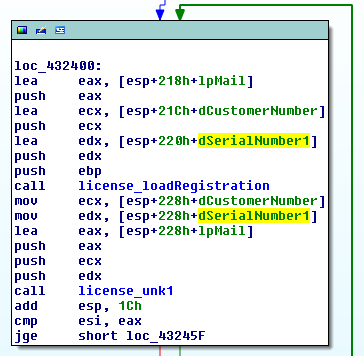 loc_432400:
lea eax, [esp+218h+lpMail]
push eax
lea ecx, [esp+21Ch+dCustomerNumber]
push ecx
lea edx, [esp+220h+dSerialNumber1]
push edx
push ebp
call license_loadRegistration
mov ecx, [esp+228h+dCustomerNumber]
mov edx, [esp+228h+dSerialNumber1]
lea eax, [esp+228h+lpMail]
push eax
push ecx
push edx
call license_unk1
add esp, 1Ch
cmp esi, eax
jge short loc_43245F